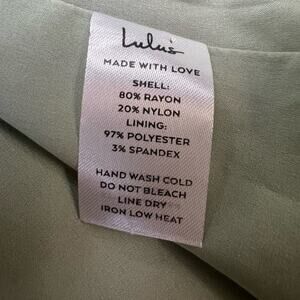 Lulus
MADE WITH LOVE
SHELL:
80% RAYON
20% NYLON
LINING:
97% POLYESTER
3% SPANDEX
HAND WASH COLD
DO NOT BLEACH
LINE DRY
IRON LOW HEAT